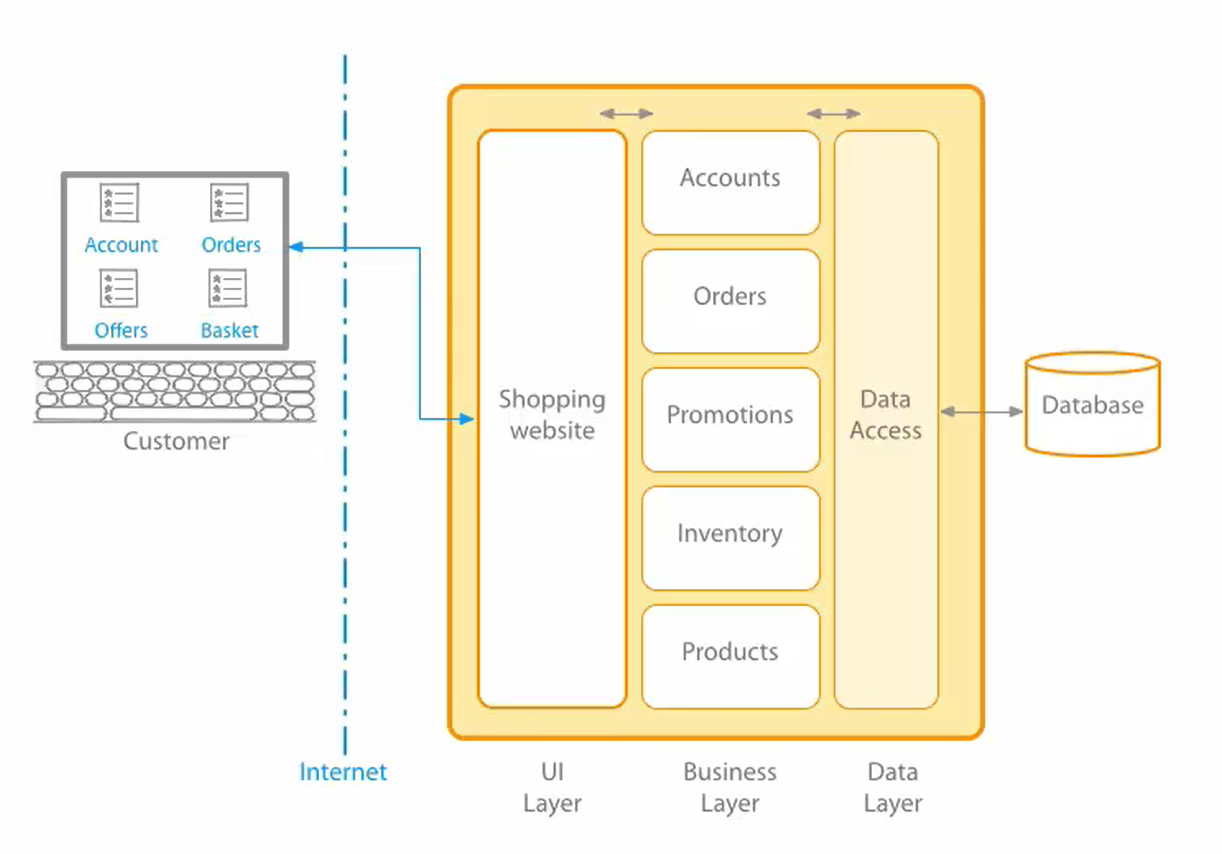 Account
Orders
Offers
Basket
Customer
Internet
Shopping
website
Accounts
Orders
Promotions
Inventory
Products
Data
Access
Database
UI
Layer
Business
Layer
Data
Layer